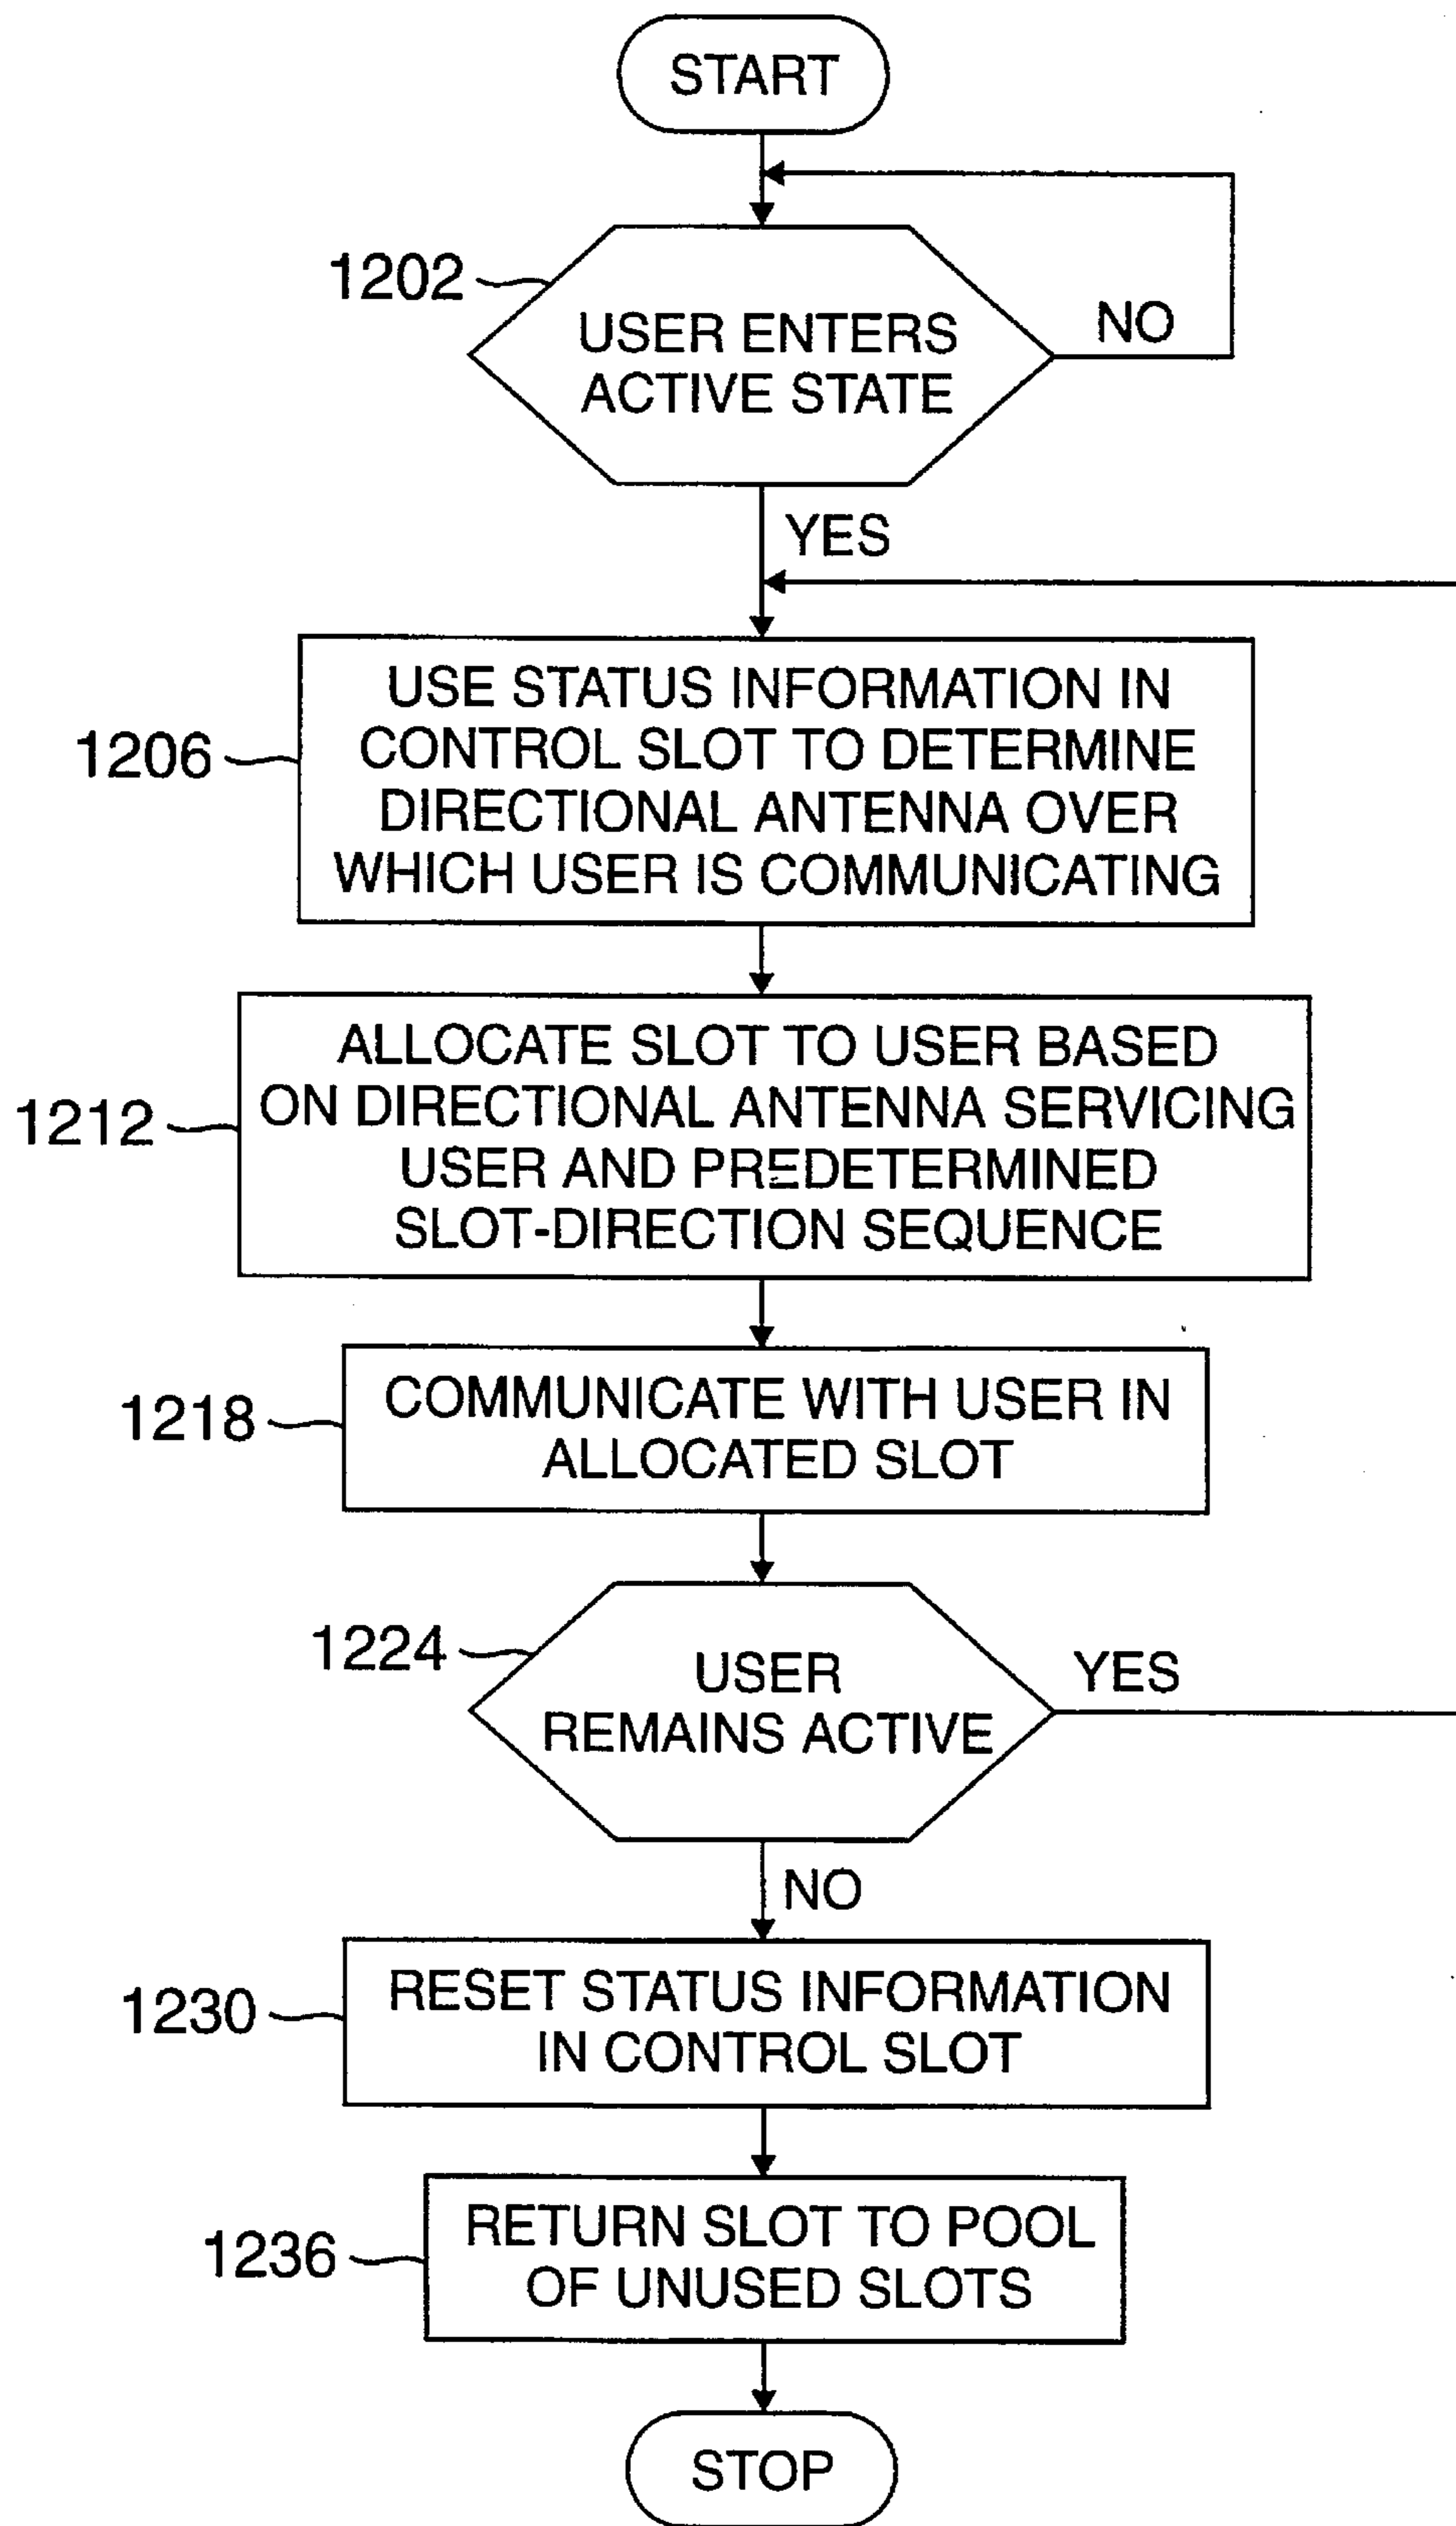 START
1202
USER ENTERS
ACTIVE STATE
NO
YES
1206
USE STATUS INFORMATION IN
CONTROL SLOT TO DETERMINE
DIRECTIONAL ANTENNA OVER
WHICH USER IS COMMUNICATING
1212
ALLOCATE SLOT TO USER BASED
ON DIRECTIONAL ANTENNA SERVICING
USER AND PREDETERMINED
SLOT-DIRECTION SEQUENCE
1218
COMMUNICATE WITH USER IN
ALLOCATED SLOT
1224
USER
REMAINS ACTIVE
YES
NO
1230
RESET STATUS INFORMATION
IN CONTROL SLOT
1236
RETURN SLOT TO POOL
OF UNUSED SLOTS
STOP